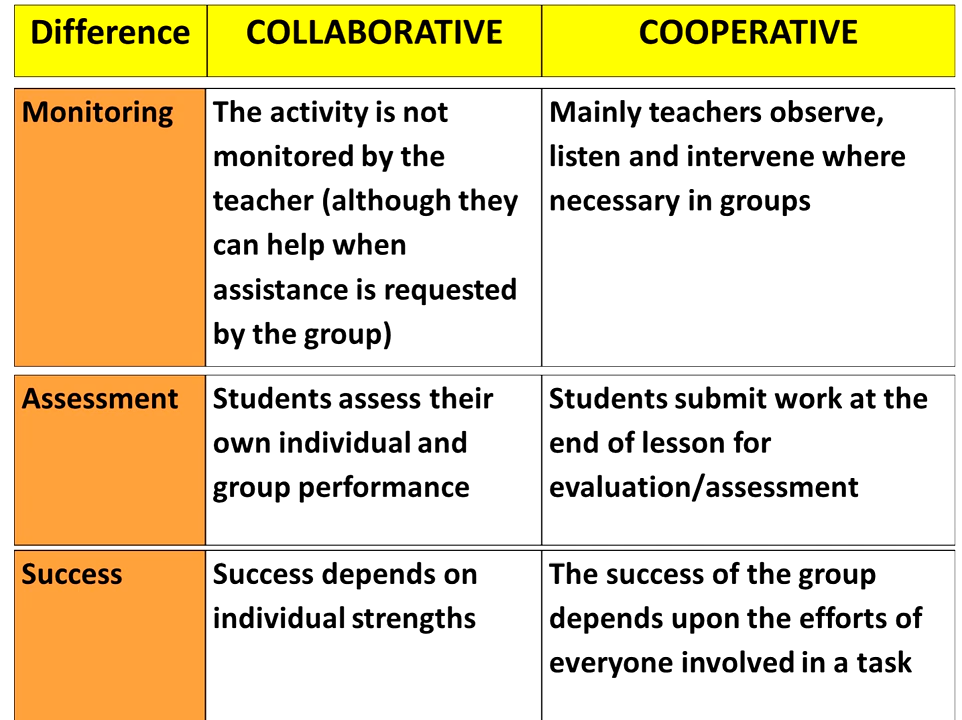 Difference COLLABORATIVE COOPERATIVE
Monitoring
The activity is not
monitored by the
teacher (although they
can help when
assistance is requested
by the group)
Mainly teachers observe,
listen and intervene where
necessary in groups
Assessment
Students assess their
own individual and
group performance
Students submit work at the
end of lesson for
evaluation/assessment
Success
Success depends on
individual strengths
The success of the group
depends upon the efforts of
everyone involved in a task